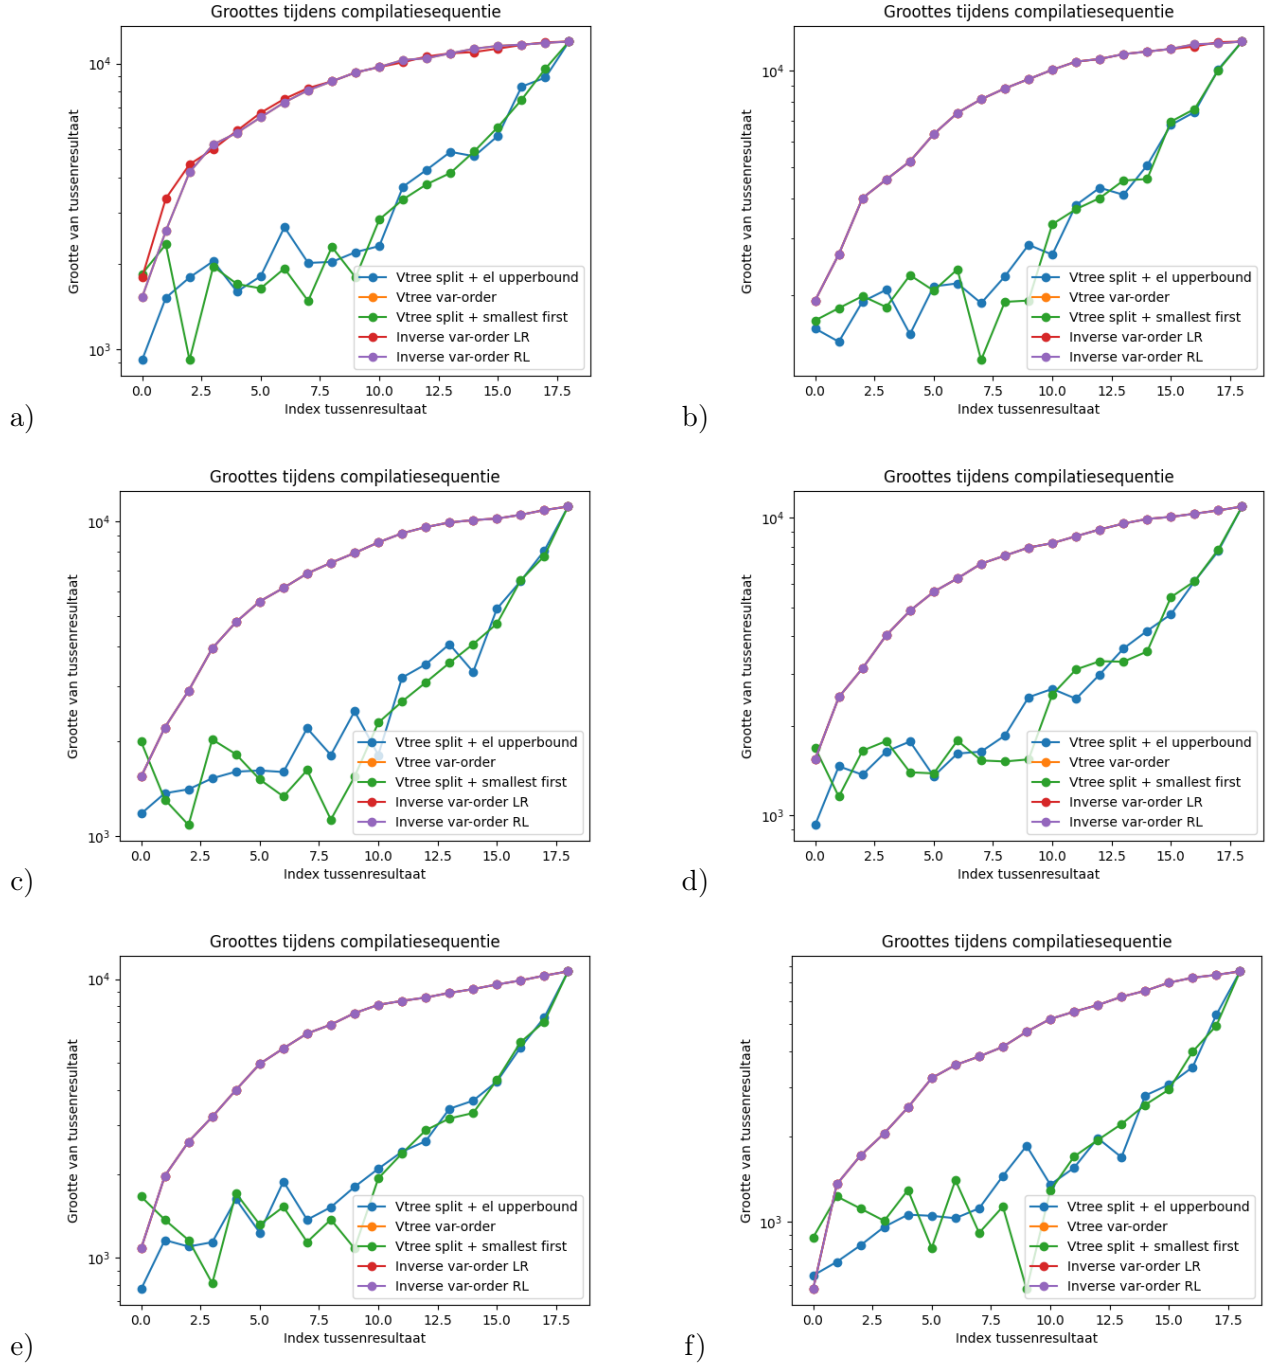 Groottes tijdens compilatiesequentie
Grootte van tussenresultaat
10^4
10^3
Vtree split + el upperbound
Vtree var-order
Vtree split + smallest first
Inverse var-order LR
Inverse var-order RL
0.0 2.5 5.0 7.5 10.0 12.5 15.0 17.5
Index tussenresultaat
a)
Groottes tijdens compilatiesequentie
Grootte van tussenresultaat
10^4
Vtree split + el upperbound
Vtree var-order
Vtree split + smallest first
Inverse var-order LR
Inverse var-order RL
0.0 2.5 5.0 7.5 10.0 12.5 15.0 17.5
Index tussenresultaat
b)
Groottes tijdens compilatiesequentie
Grootte van tussenresultaat
10^4
10^3
Vtree split + el upperbound
Vtree var-order
Vtree split + smallest first
Inverse var-order LR
Inverse var-order RL
0.0 2.5 5.0 7.5 10.0 12.5 15.0 17.5
Index tussenresultaat
c)
Groottes tijdens compilatiesequentie
Grootte van tussenresultaat
10^4
10^3
Vtree split + el upperbound
Vtree var-order
Vtree split + smallest first
Inverse var-order LR
Inverse var-order RL
0.0 2.5 5.0 7.5 10.0 12.5 15.0 17.5
Index tussenresultaat
d)
Groottes tijdens compilatiesequentie
Grootte van tussenresultaat
10^4
10^3
Vtree split + el upperbound
Vtree var-order
Vtree split + smallest first
Inverse var-order LR
Inverse var-order RL
0.0 2.5 5.0 7.5 10.0 12.5 15.0 17.5
Index tussenresultaat
e)
Groottes tijdens compilatiesequentie
Grootte van tussenresultaat
10^3
Vtree split + el upperbound
Vtree var-order
Vtree split + smallest first
Inverse var-order LR
Inverse var-order RL
0.0 2.5 5.0 7.5 10.0 12.5 15.0 17.5
Index tussenresultaat
f)